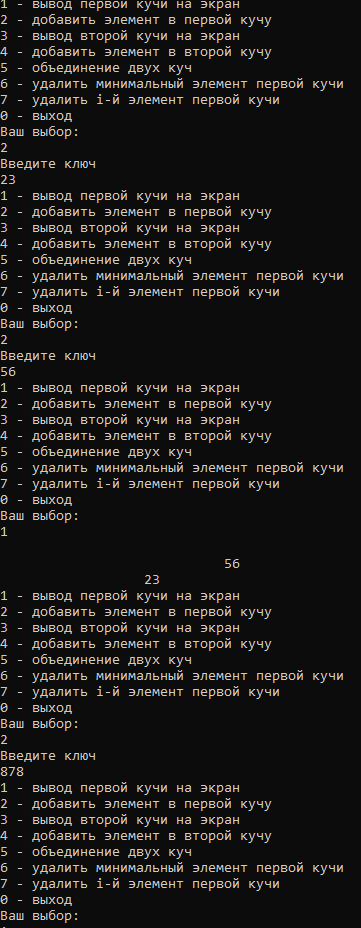 1 - вывод первой кучи на экран
2 - добавить элемент в первую кучу
3 - вывод второй кучи на экран
4 - добавить элемент в второую кучу
5 - объединение двух куч
6 - удалить минимальный элемент первой кучи
7 - удалить i-й элемент первой кучи
0 - выход
Ваш выбор:
2
Введите ключ
23
1 - вывод первой кучи на экран
2 - добавить элемент в первую кучу
3 - вывод второй кучи на экран
4 - добавить элемент в второую кучу
5 - объединение двух куч
6 - удалить минимальный элемент первой кучи
7 - удалить i-й элемент первой кучи
0 - выход
Ваш выбор:
2
Введите ключ
56
1 - вывод первой кучи на экран
2 - добавить элемент в первую кучу
3 - вывод второй кучи на экран
4 - добавить элемент в второую кучу
5 - объединение двух куч
6 - удалить минимальный элемент первой кучи
7 - удалить i-й элемент первой кучи
0 - выход
Ваш выбор:
1
56
23
1 - вывод первой кучи на экран
2 - добавить элемент в первую кучу
3 - вывод второй кучи на экран
4 - добавить элемент в второую кучу
5 - объединение двух куч
6 - удалить минимальный элемент первой кучи
7 - удалить i-й элемент первой кучи
0 - выход
Ваш выбор:
2
Введите ключ
878
1 - вывод первой кучи на экран
2 - добавить элемент в первую кучу
3 - вывод второй кучи на экран
4 - добавить элемент в второую кучу
5 - объединение двух куч
6 - удалить минимальный элемент первой кучи
7 - удалить i-й элемент первой кучи
0 - выход
Ваш выбор: